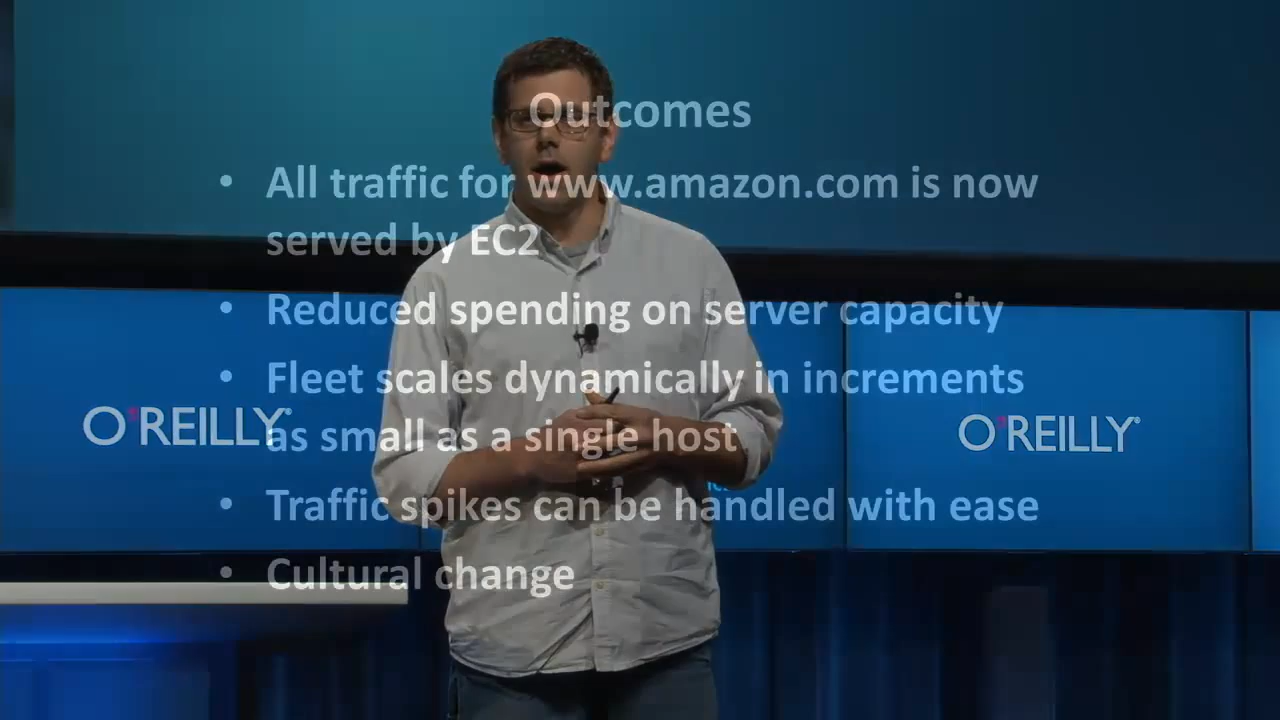 Outcomes
• All traffic for www.amazon.com is now
served by EC2
• Reduced spending on server capacity
• Fleet scales dynamically in increments
as small as a single host
• Traffic spikes can be handled with ease
• Cultural change
O'REILLY®
O'REILLY®